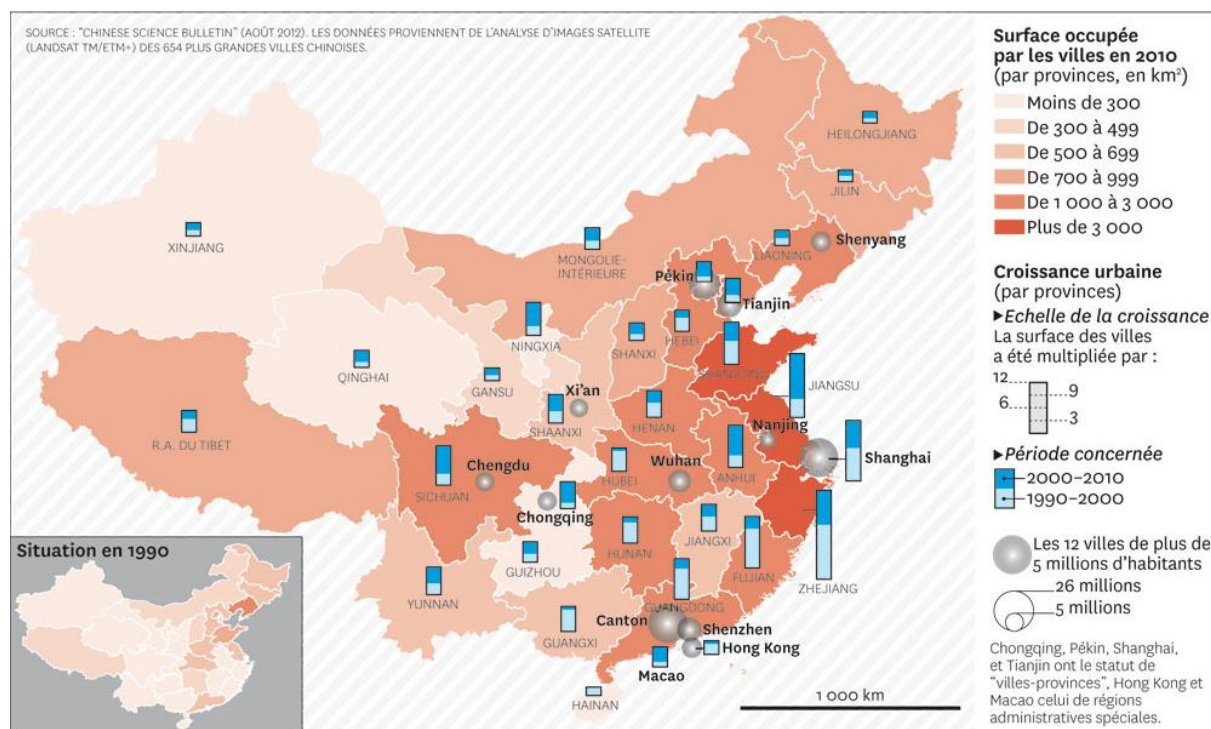 SOURCE : "CHINESE SCIENCE BULLETIN" (AOÛT 2012). LES DONNÉES PROVIENNENT DE L'ANALYSE D'IMAGES SATELLITE
(LANDSAT TM/ETM+) DES 654 PLUS GRANDES VILLES CHINOISES.
HEILONGJIANG
JILIN
XINJIANG
MONGOLIE-
INTÉRIEURE
LIAONING
Shenyang
Pékin
Tianjin
NINGXIA
SHANXI
HEBEI
SHANDONG
QINGHAI
GANSU
Xi'an
JIANGSU
R.A. DU TIBET
SHAANXI
HENAN
Nanjing
Chengdu
SICHUAN
HUBEI
Wuhan
ANHUI
Shanghai
Chongqing
JIANGXI
HUNAN
GUIZHOU
FUJIAN
ZHEJIANG
YUNNAN
GUANGDONG
GUANGXI
Canton
Shenzhen
Hong Kong
Macao
HAINAN
1 000 km
Situation en 1990
Surface occupée
par les villes en 2010
(par provinces, en km²)
Moins de 300
De 300 à 499
De 500 à 699
De 700 à 999
De 1 000 à 3 000
Plus de 3 000
Croissance urbaine
(par provinces)
▶Echelle de la croissance
La surface des villes
a été multipliée par :
12
9
6
3
▶Période concernée
2000-2010
1990-2000
Les 12 villes de plus de
5 millions d'habitants
26 millions
5 millions
Chongqing, Pékin, Shanghai,
et Tianjin ont le statut de
"villes-provinces", Hong Kong et
Macao celui de régions
administratives spéciales.